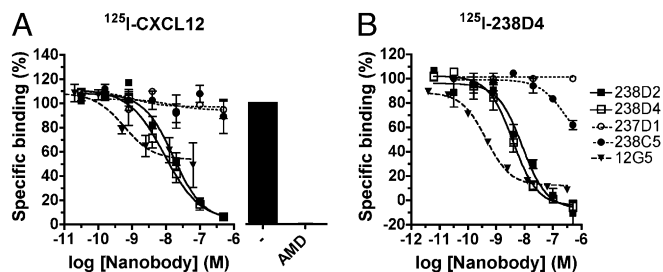 A
¹²⁵I-CXCL12
Specific binding (%)
140
120
100
80
60
40
20
0
-11 -10 -9 -8 -7 -6
log [Nanobody] (M)
- AMD
B
¹²⁵I-238D4
Specific binding (%)
120
100
80
60
40
20
0
-20
-12 -11 -10 -9 -8 -7 -6
log [Nanobody] (M)
238D2
238D4
237D1
238C5
12G5